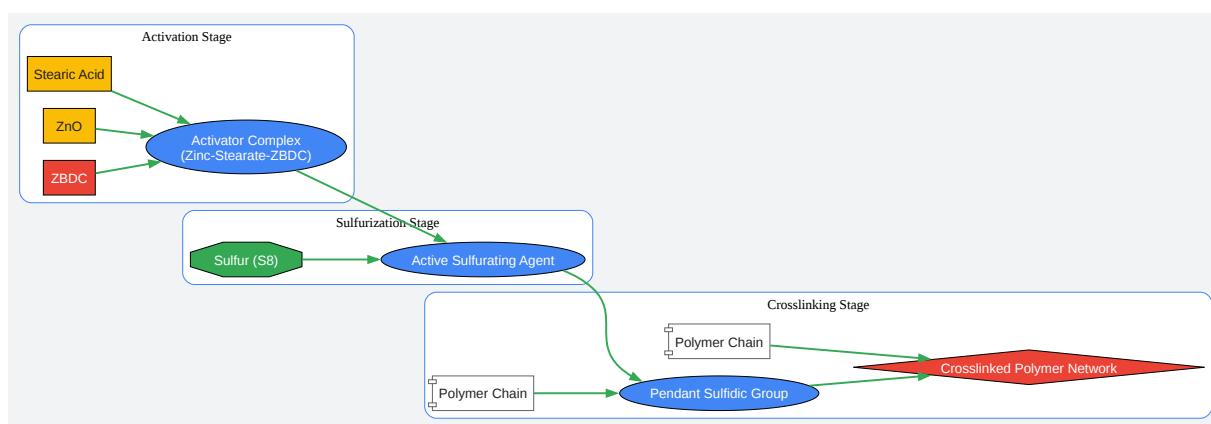 Activation Stage
Stearic Acid
ZnO
ZBDC
Activator Complex
(Zinc-Stearate-ZBDC)
Sulfurization Stage
Sulfur (S8)
Active Sulfurating Agent
Crosslinking Stage
Polymer Chain
Polymer Chain
Pendant Sulfidic Group
Crosslinked Polymer Network